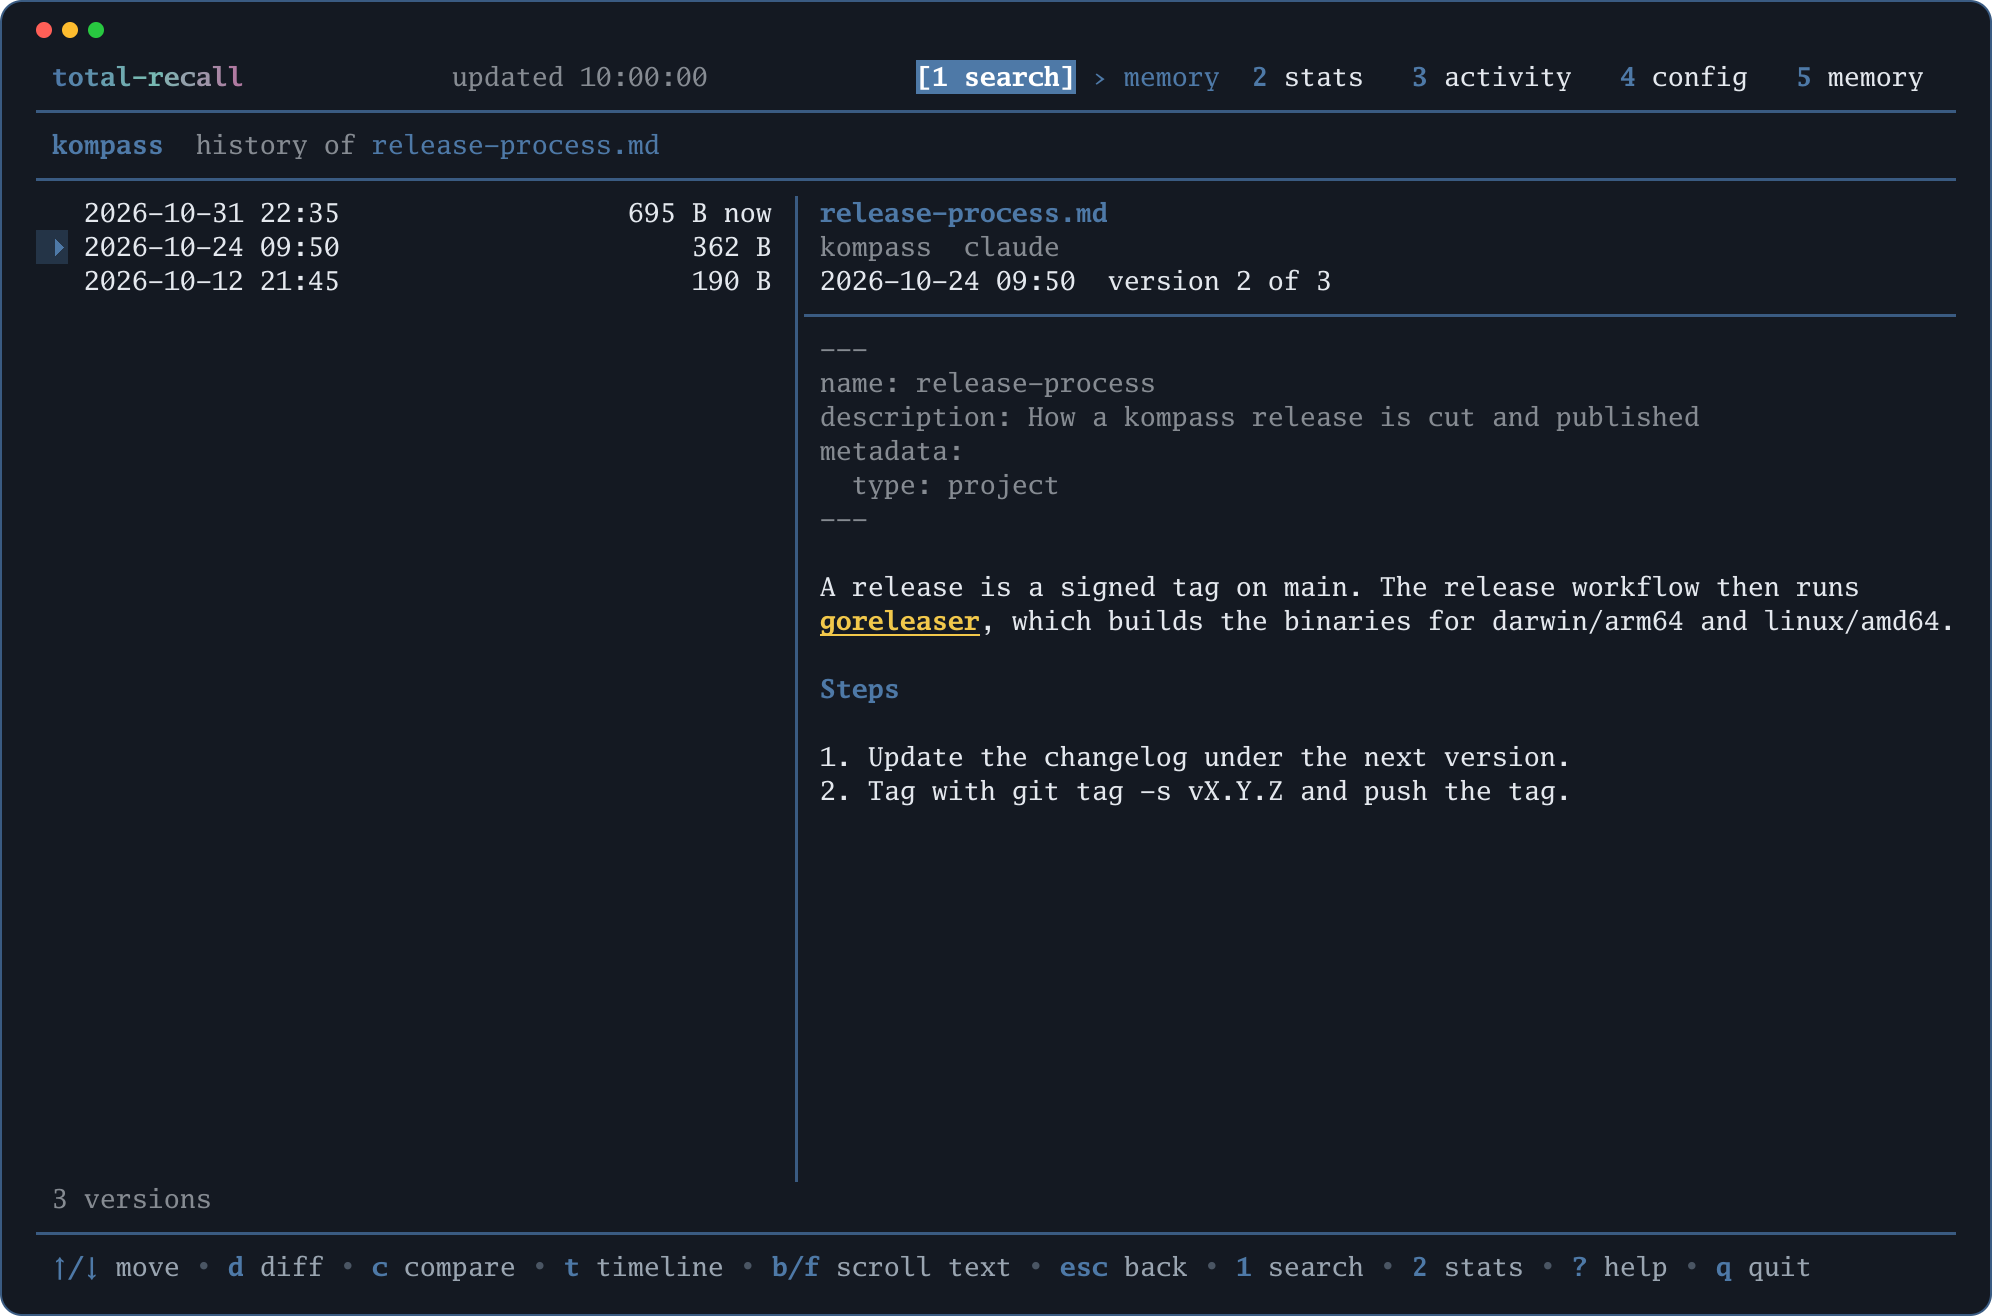 total-recall updated 10:00:00 [1 search] › memory 2 stats 3 activity 4 config 5 memory
kompass history of release-process.md
2026-10-31 22:35 695 B now
2026-10-24 09:50 362 B
2026-10-12 21:45 190 B
release-process.md
kompass claude
2026-10-24 09:50 version 2 of 3
---
name: release-process
description: How a kompass release is cut and published
metadata:
  type: project
---
A release is a signed tag on main. The release workflow then runs
goreleaser, which builds the binaries for darwin/arm64 and linux/amd64.
Steps
1. Update the changelog under the next version.
2. Tag with git tag -s vX.Y.Z and push the tag.
3 versions
↑/↓ move • d diff • c compare • t timeline • b/f scroll text • esc back • 1 search • 2 stats • ? help • q quit